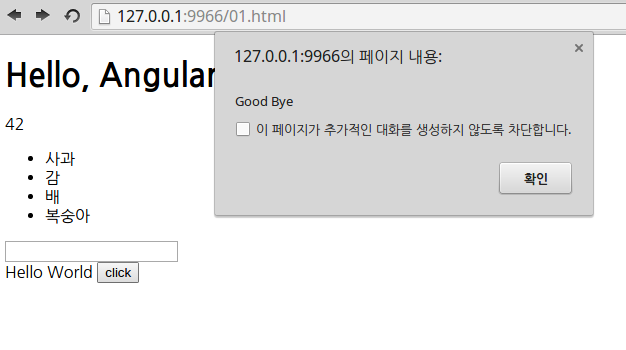 127.0.0.1:9966/01.html
127.0.0.1:9966의 페이지 내용:
Good Bye
이 페이지가 추가적인 대화를 생성하지 않도록 차단합니다.
확인
Hello, Angular
42
사과
감
배
복숭아
Hello World click